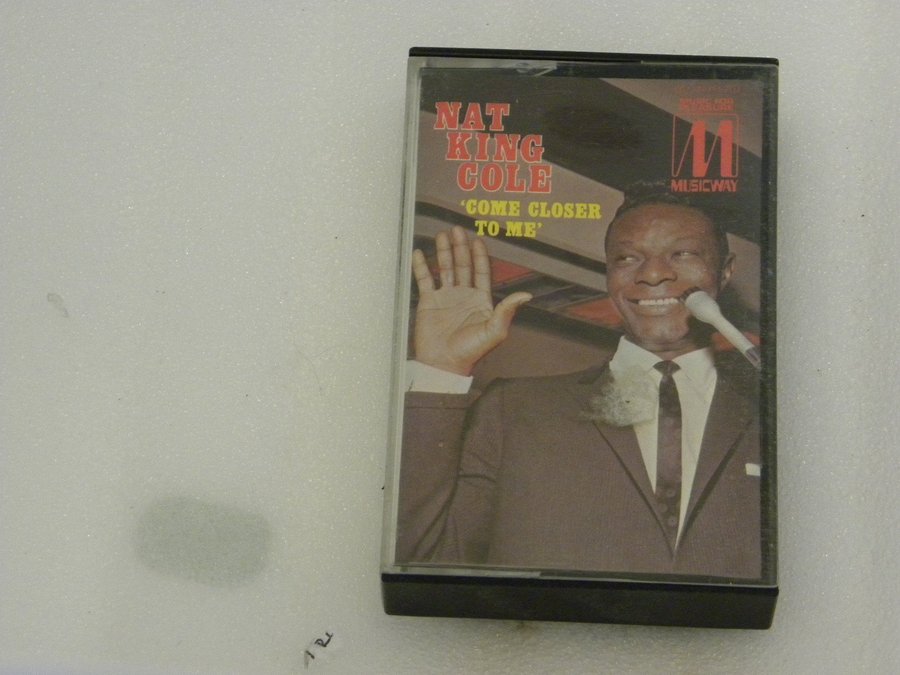 NAT
KING
COLE
'COME CLOSER
TO ME'
MUSICWAY